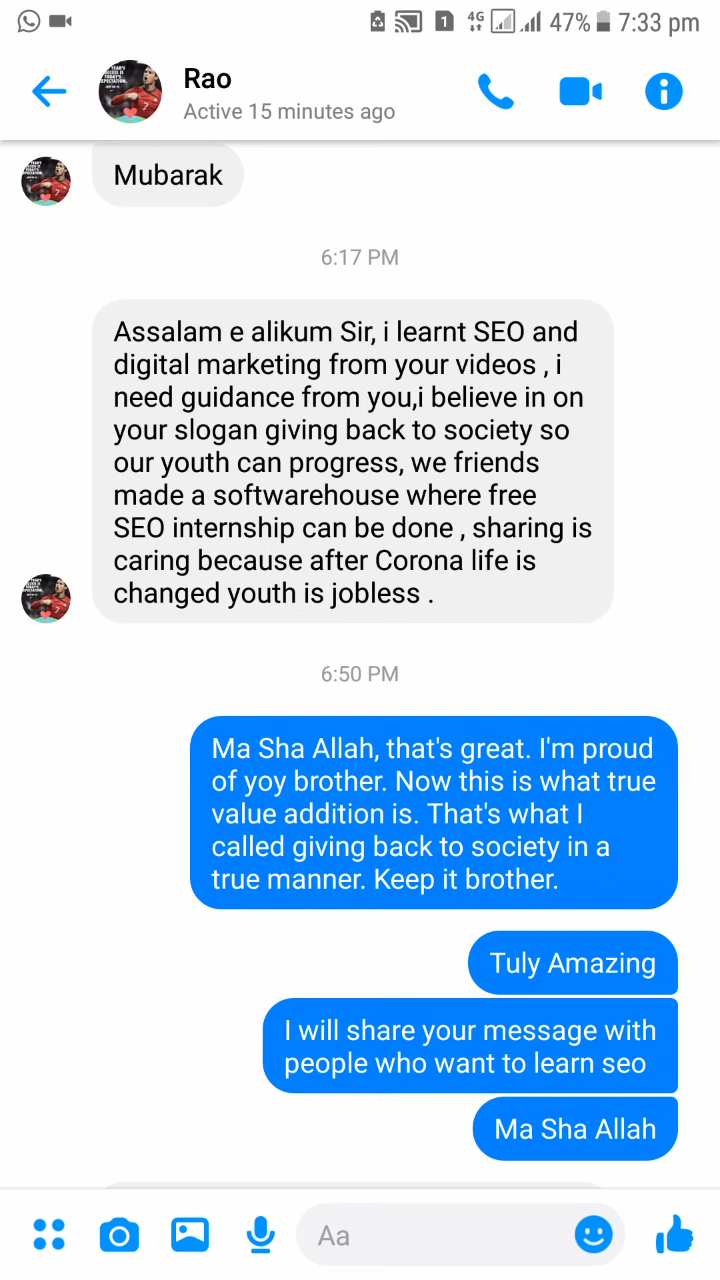 4G
1
47%
7:33 pm
Rao
Active 15 minutes ago
Mubarak
6:17 PM
Assalam e alikum Sir, i learnt SEO and
digital marketing from your videos , i
need guidance from you,i believe in on
your slogan giving back to society so
our youth can progress, we friends
made a softwarehouse where free
SEO internship can be done , sharing is
caring because after Corona life is
changed youth is jobless .
6:50 PM
Ma Sha Allah, that's great. I'm proud
of yoy brother. Now this is what true
value addition is. That's what I
called giving back to society in a
true manner. Keep it brother.
Tuly Amazing
I will share your message with
people who want to learn seo
Ma Sha Allah
Aa